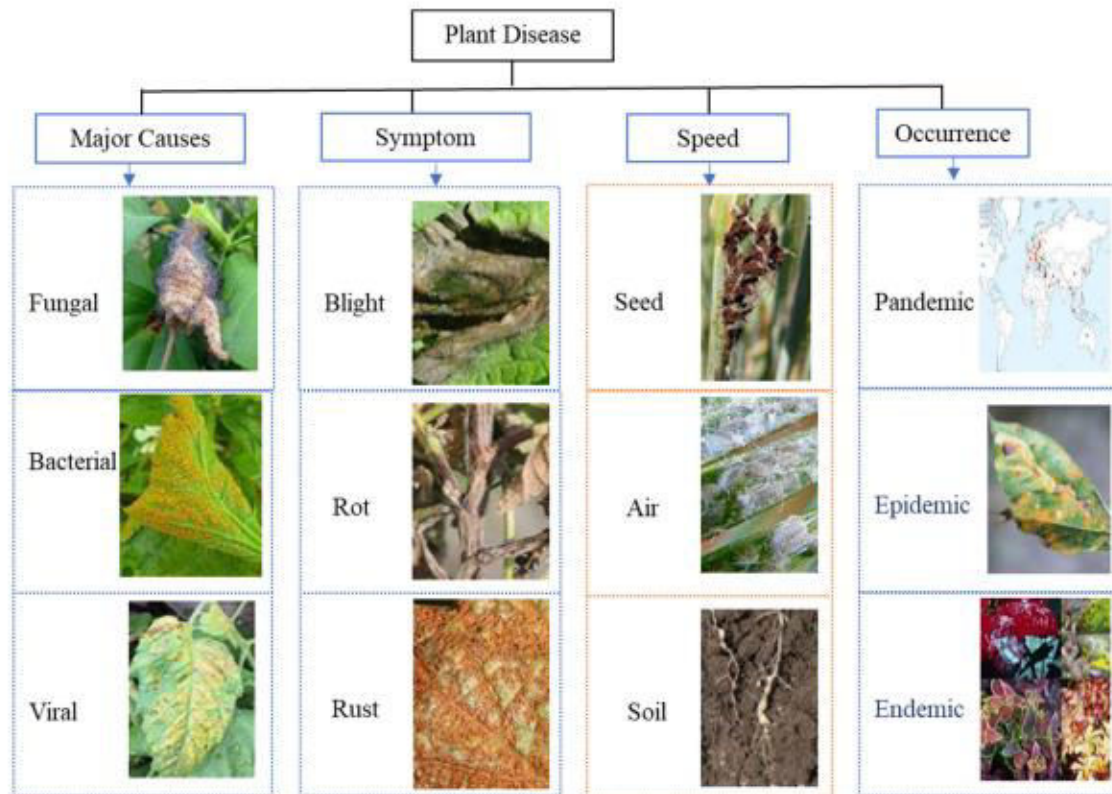 Plant Disease
Major Causes
Symptom
Speed
Occurrence
Fungal
Blight
Seed
Pandemic
Bacterial
Rot
Air
Epidemic
Viral
Rust
Soil
Endemic